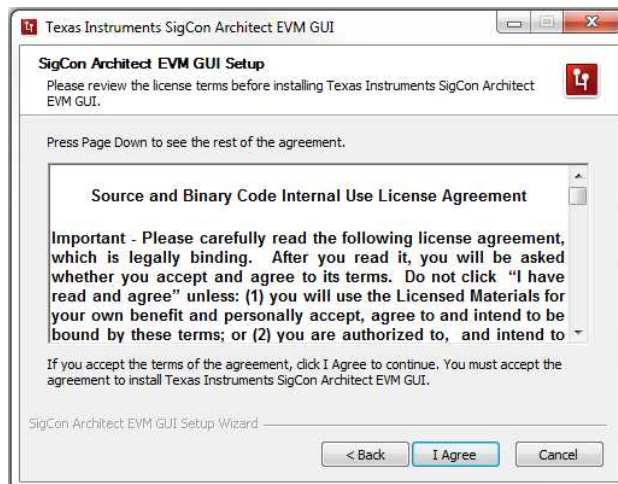 Texas Instruments SigCon Architect EVM GUI
SigCon Architect EVM GUI Setup
Please review the license terms before installing Texas Instruments SigCon Architect
EVM GUI.
Press Page Down to see the rest of the agreement.
Source and Binary Code Internal Use License Agreement
Important - Please carefully read the following license agreement,
which is legally binding. After you read it, you will be asked
whether you accept and agree to its terms. Do not click “I have
read and agree” unless: (1) you will use the Licensed Materials for
your own benefit and personally accept, agree to and intend to be
bound by these terms; or (2) you are authorized to, and intend to
If you accept the terms of the agreement, click I Agree to continue. You must accept the
agreement to install Texas Instruments SigCon Architect EVM GUI.
SigCon Architect EVM GUI Setup Wizard
< Back I Agree Cancel